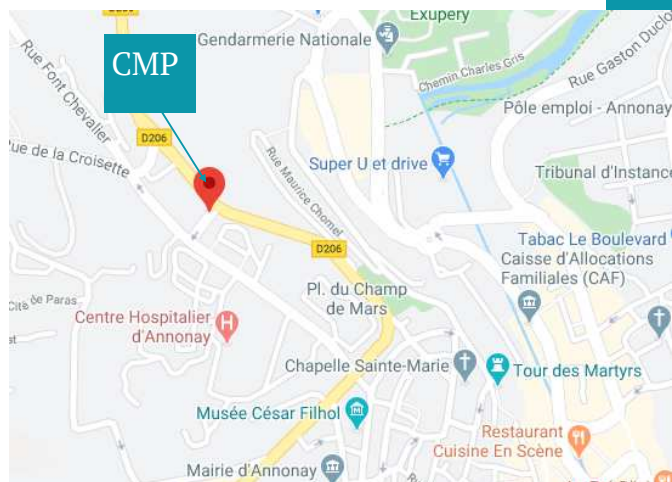 Exupery
Gendarmerie Nationale
CMP
Rue Font Chevalier
Chemin Charles Gris
Rue Gaston Duclo
Pôle emploi - Annonay
D206
ue de la Croisette
Rue Maurice Chomel
Super U et drive
Tribunal d'Instance
D206
Tabac Le Boulevard
Caisse d'Allocations
Familiales (CAF)
Pl. du Champ
de Mars
Cité de Paras
Centre Hospitalier
d'Annonay
Chapelle Sainte-Marie
Tour des Martyrs
Musée César Filhol
Restaurant
Cuisine En Scène
Mairie d'Annonay